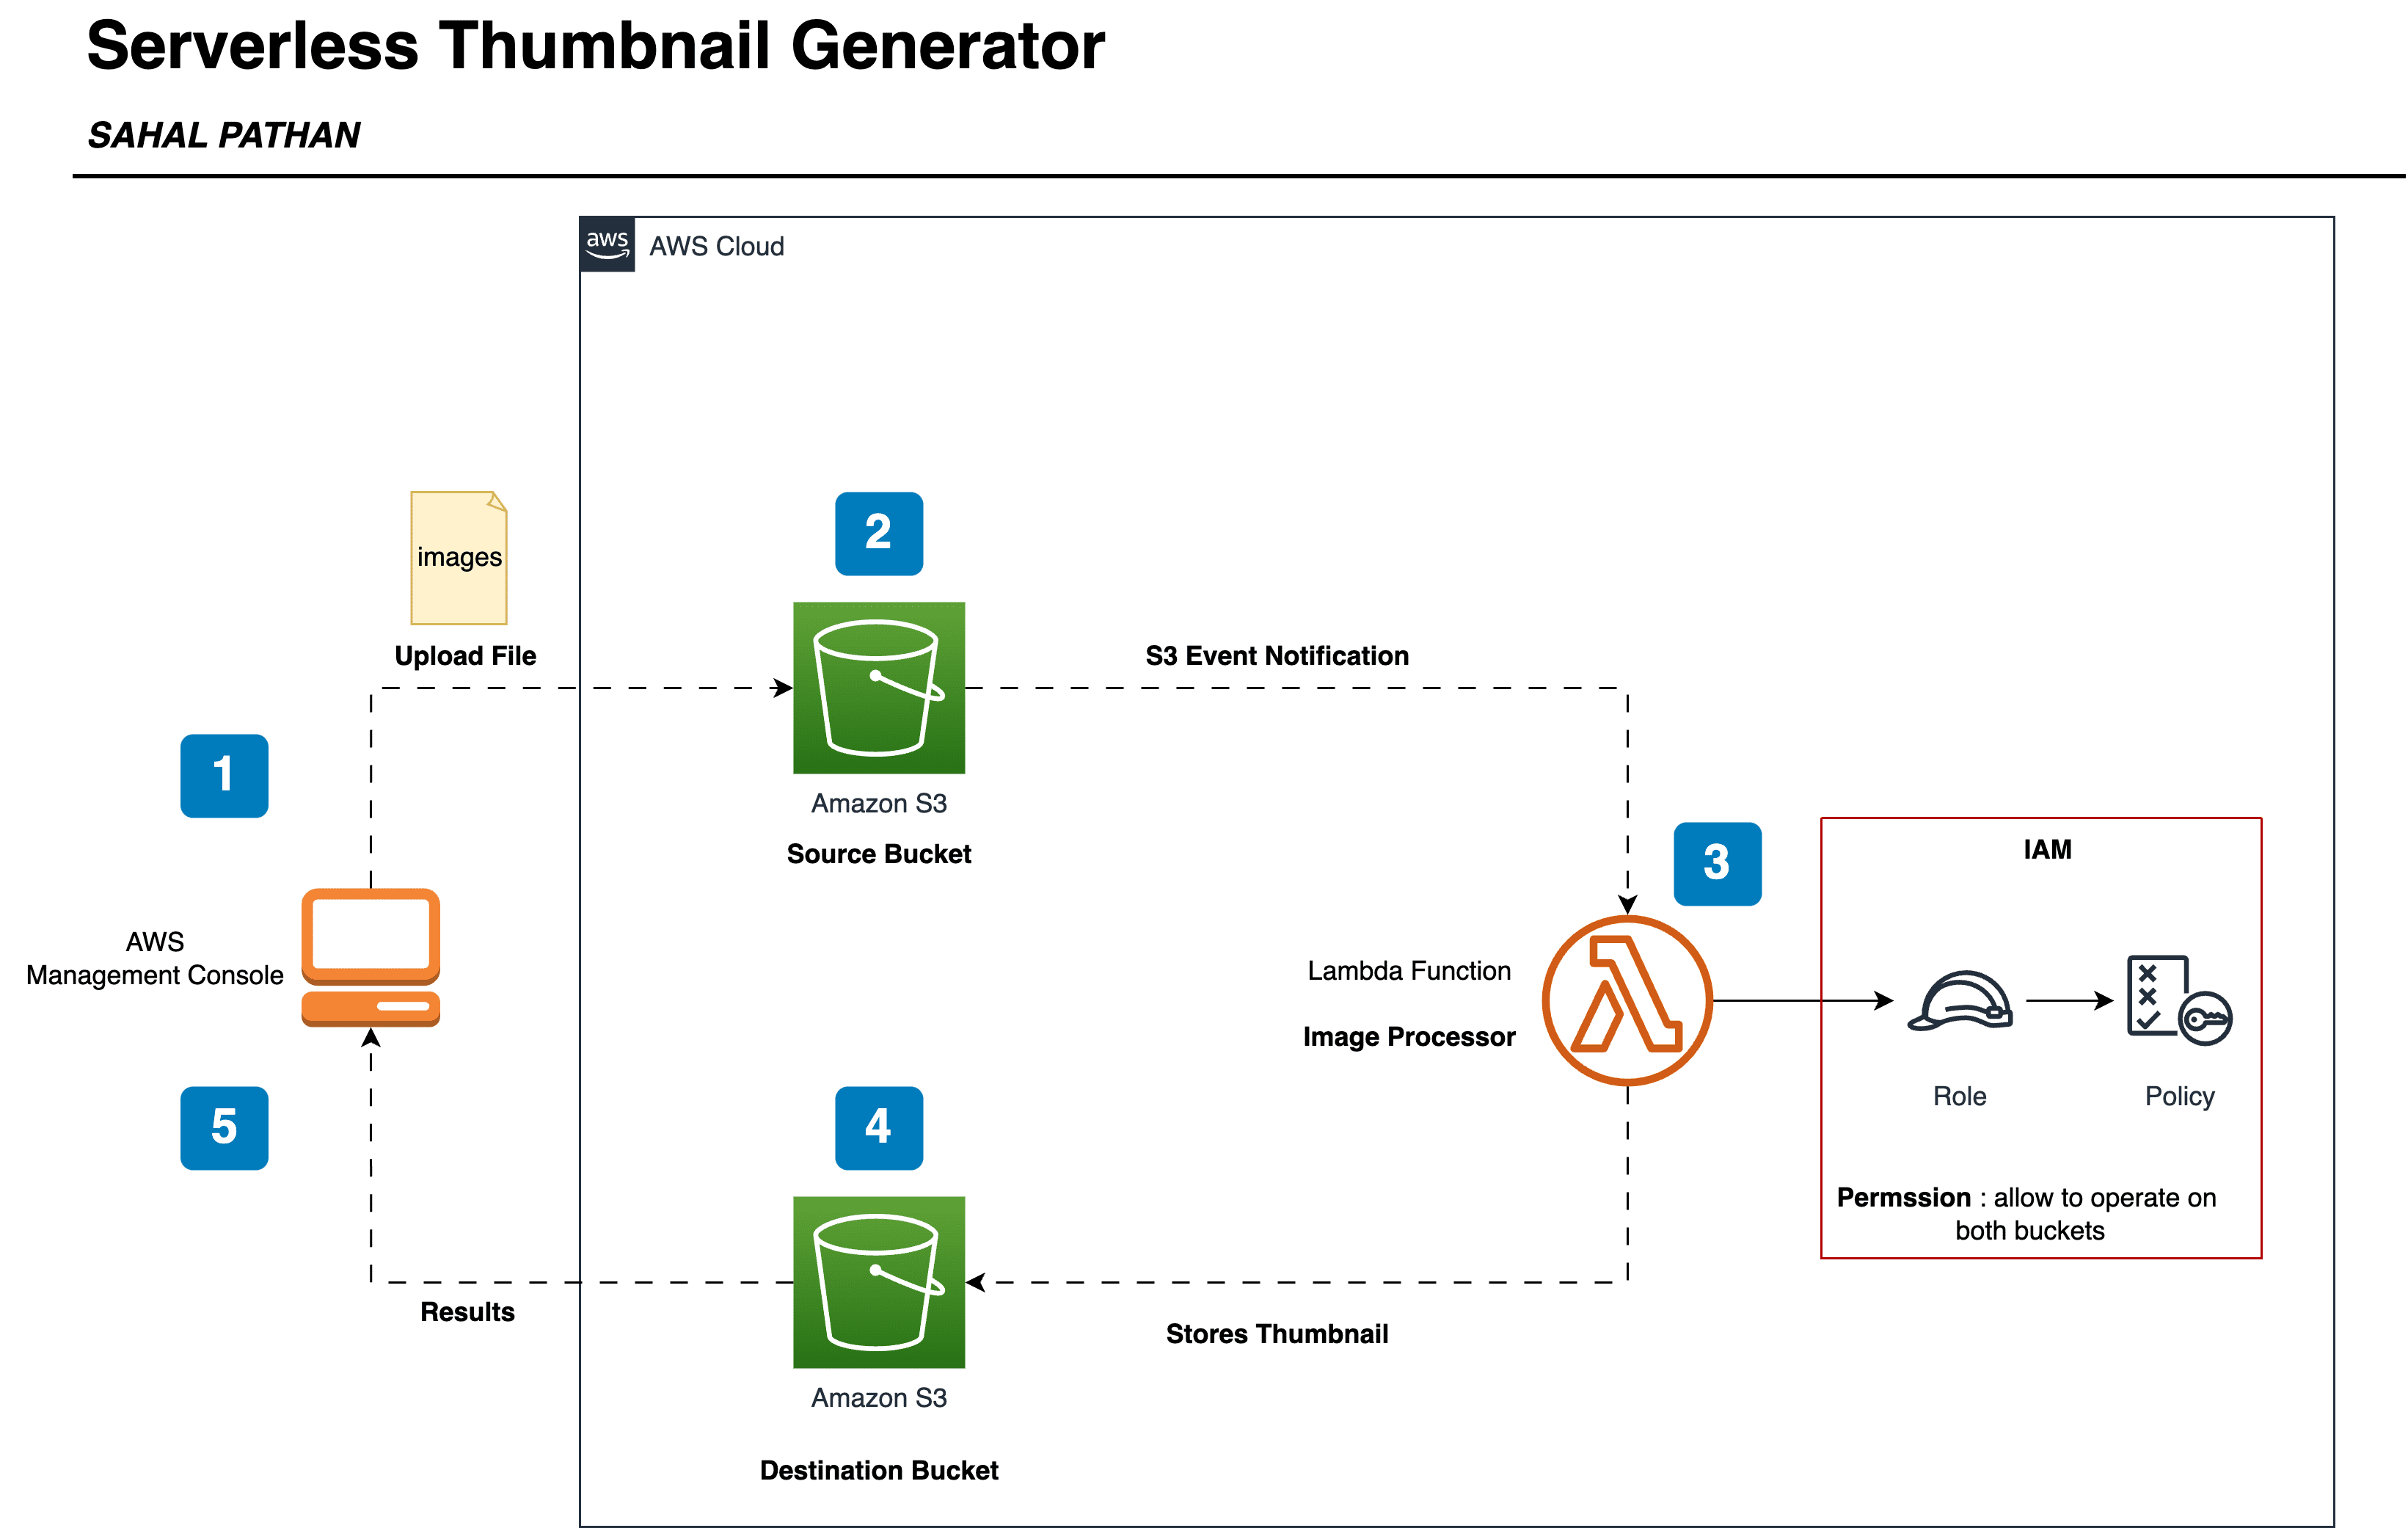 Serverless Thumbnail Generator
SAHAL PATHAN
aws
AWS Cloud
images
Upload File
2
S3 Event Notification
1
Amazon S3
Source Bucket
3
IAM
AWS
Management Console
Lambda Function
Image Processor
Role
Policy
5
4
Permssion : allow to operate on
both buckets
Results
Stores Thumbnail
Amazon S3
Destination Bucket